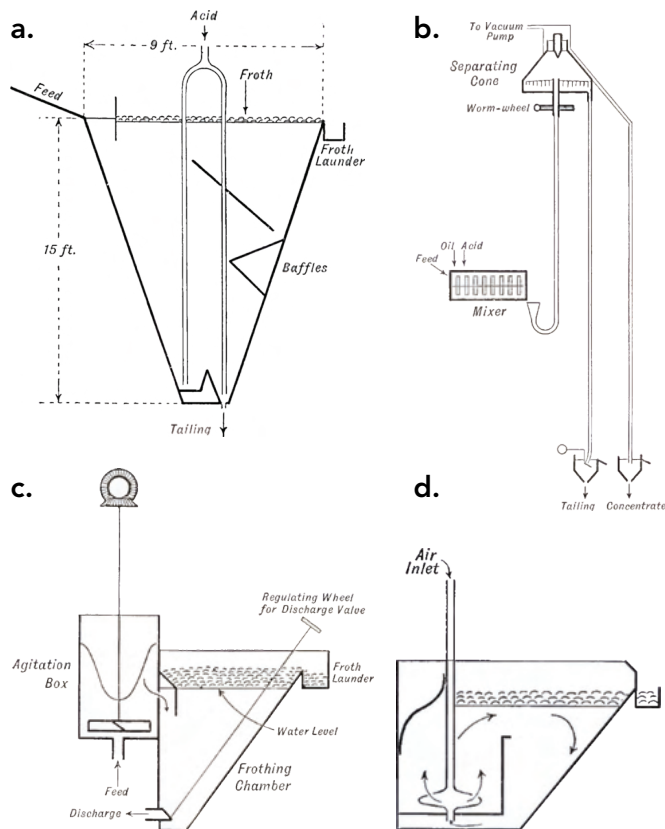 a.
Acid
9 ft.
Feed
Froth
Froth
Launder
15 ft.
Baffles
Tailing
b.
To Vacuum
Pump
Separating
Cone
Worm-wheel
Oil Acid
Feed
Mixer
Tailing
Concentrate
c.
Regulating Wheel
for Discharge Valve
Agitation
Box
Froth
Launder
Water Level
Frothing
Chamber
Feed
Discharge
d.
Air
Inlet